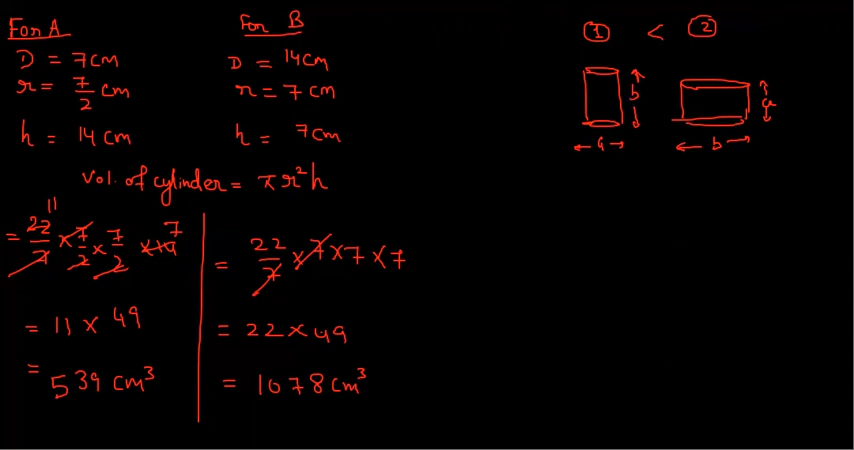 For A
D = 7cm
r = 7/2 cm
h = 14 cm
For B
D = 14cm
r = 7 cm
h = 7cm
Vol. of cylinder = πr²h
11 7
= 22/7 × 7/2 × 7/2 × 14
= 11 × 49
= 539 cm³
= 22/7 × 7 × 7 × 7
= 22 × 49
= 1078 cm³
1 < 2
b
a
a
b